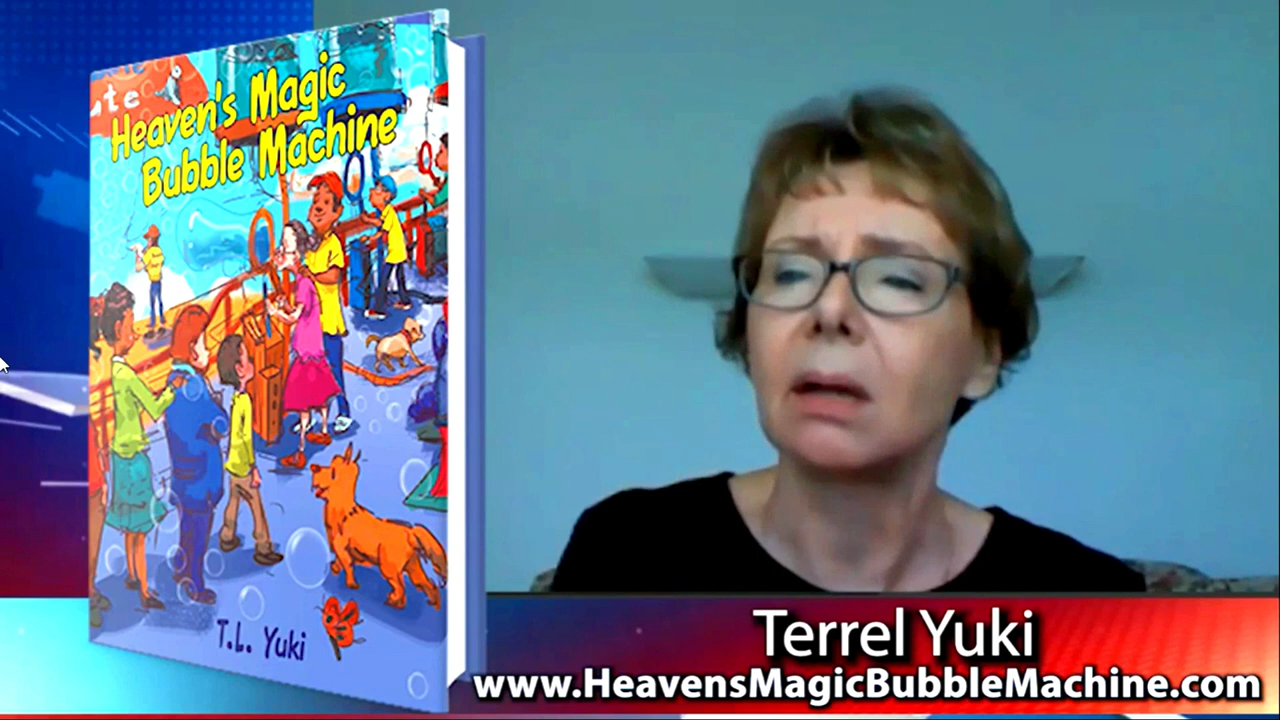 Heaven's Magic
Bubble Machine
T.L. Yuki
Terrel Yuki
www.HeavensMagicBubbleMachine.com